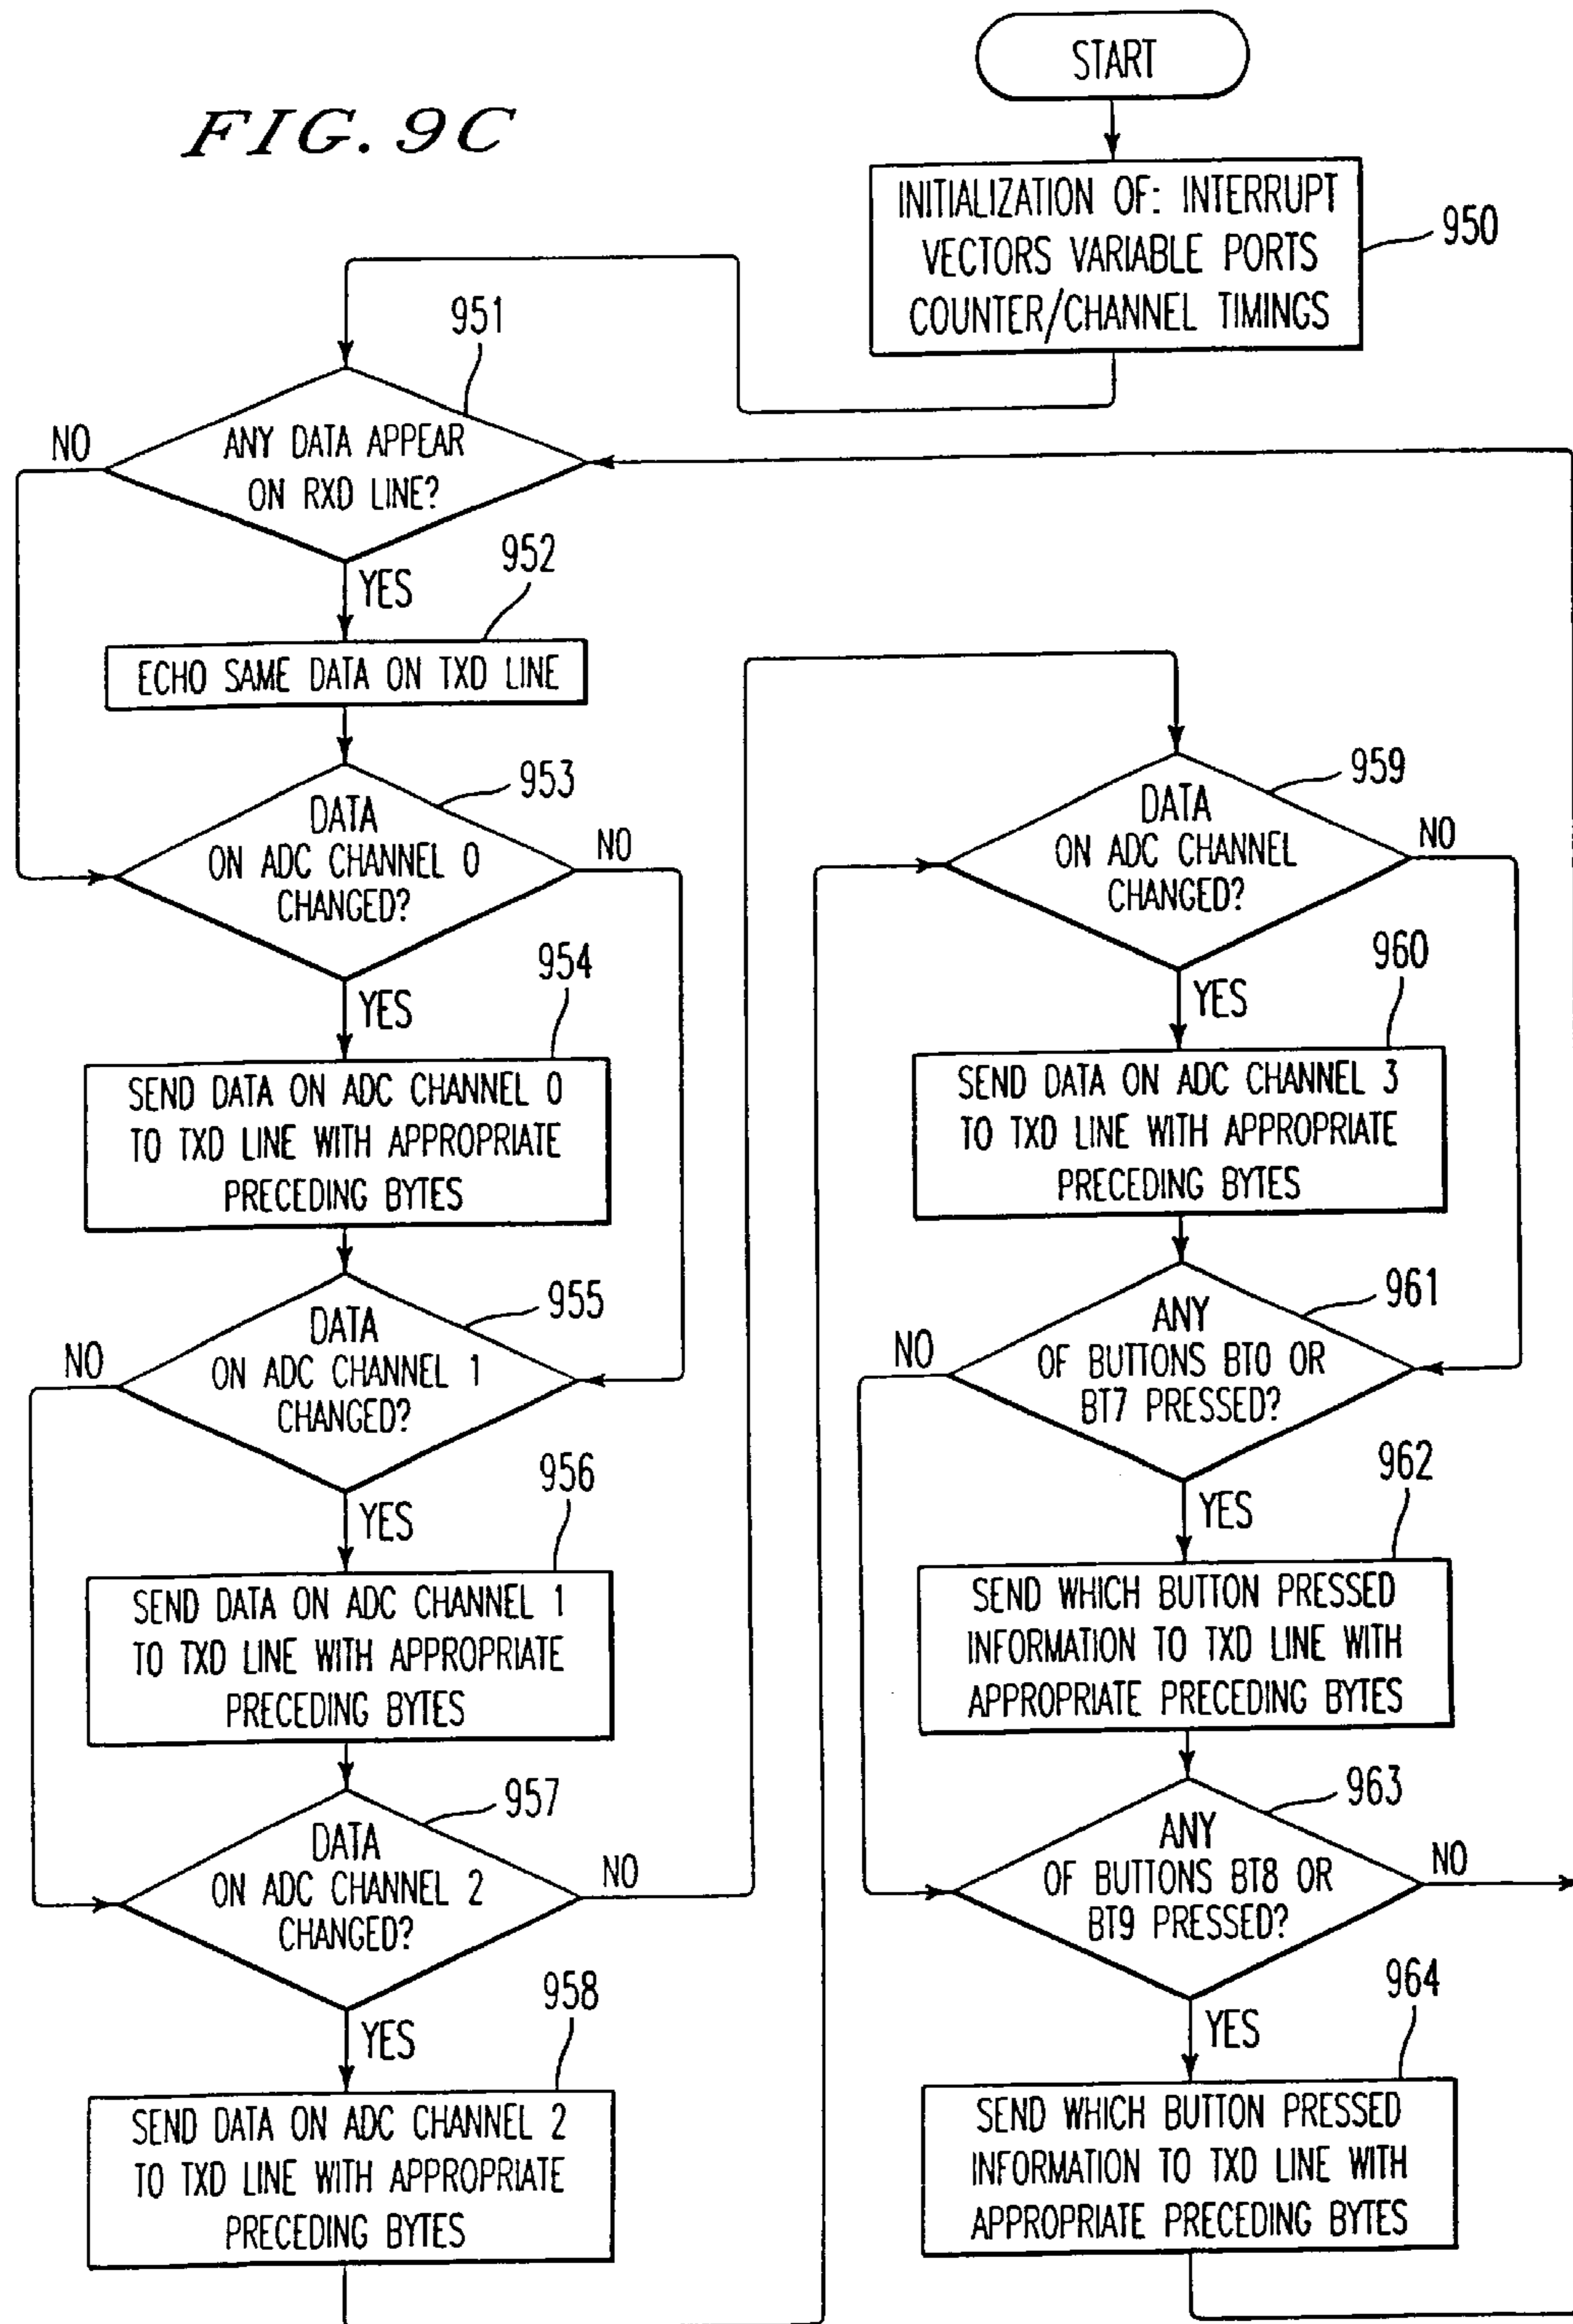 FIG. 9C
START
INITIALIZATION OF: INTERRUPT
VECTORS VARIABLE PORTS
COUNTER/CHANNEL TIMINGS
950
951
ANY DATA APPEAR
ON RXD LINE?
NO
YES
952
ECHO SAME DATA ON TXD LINE
953
DATA
ON ADC CHANNEL 0
CHANGED?
NO
YES
954
SEND DATA ON ADC CHANNEL 0
TO TXD LINE WITH APPROPRIATE
PRECEDING BYTES
955
DATA
ON ADC CHANNEL 1
CHANGED?
NO
YES
956
SEND DATA ON ADC CHANNEL 1
TO TXD LINE WITH APPROPRIATE
PRECEDING BYTES
957
DATA
ON ADC CHANNEL 2
CHANGED?
NO
YES
958
SEND DATA ON ADC CHANNEL 2
TO TXD LINE WITH APPROPRIATE
PRECEDING BYTES
959
DATA
ON ADC CHANNEL
CHANGED?
NO
YES
960
SEND DATA ON ADC CHANNEL 3
TO TXD LINE WITH APPROPRIATE
PRECEDING BYTES
961
ANY
OF BUTTONS BT0 OR
BT7 PRESSED?
NO
YES
962
SEND WHICH BUTTON PRESSED
INFORMATION TO TXD LINE WITH
APPROPRIATE PRECEDING BYTES
963
ANY
OF BUTTONS BT8 OR
BT9 PRESSED?
NO
YES
964
SEND WHICH BUTTON PRESSED
INFORMATION TO TXD LINE WITH
APPROPRIATE PRECEDING BYTES